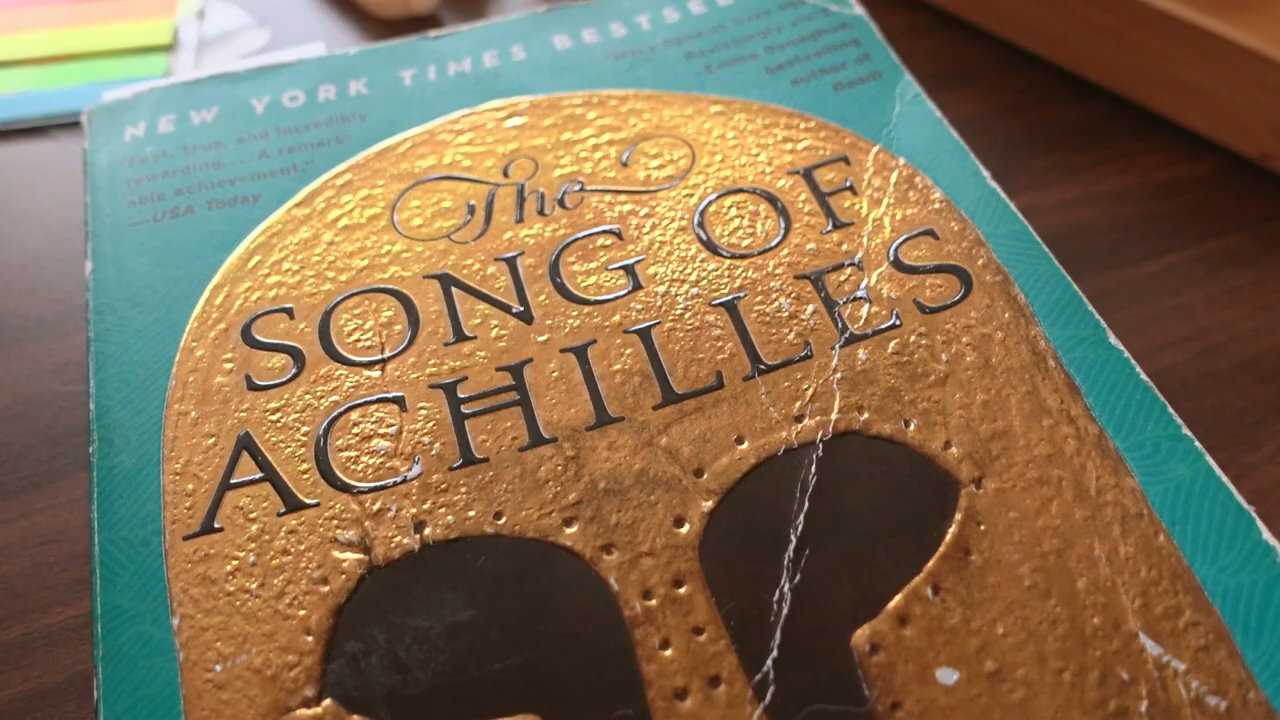 NEW YORK TIMES BESTSEL
"Fast, true, and incredibly
rewarding.... A remark-
able achievement."
—USA Today
—Emma Donoghue,
bestselling
author of
Room
The
SONG OF
ACHILLES